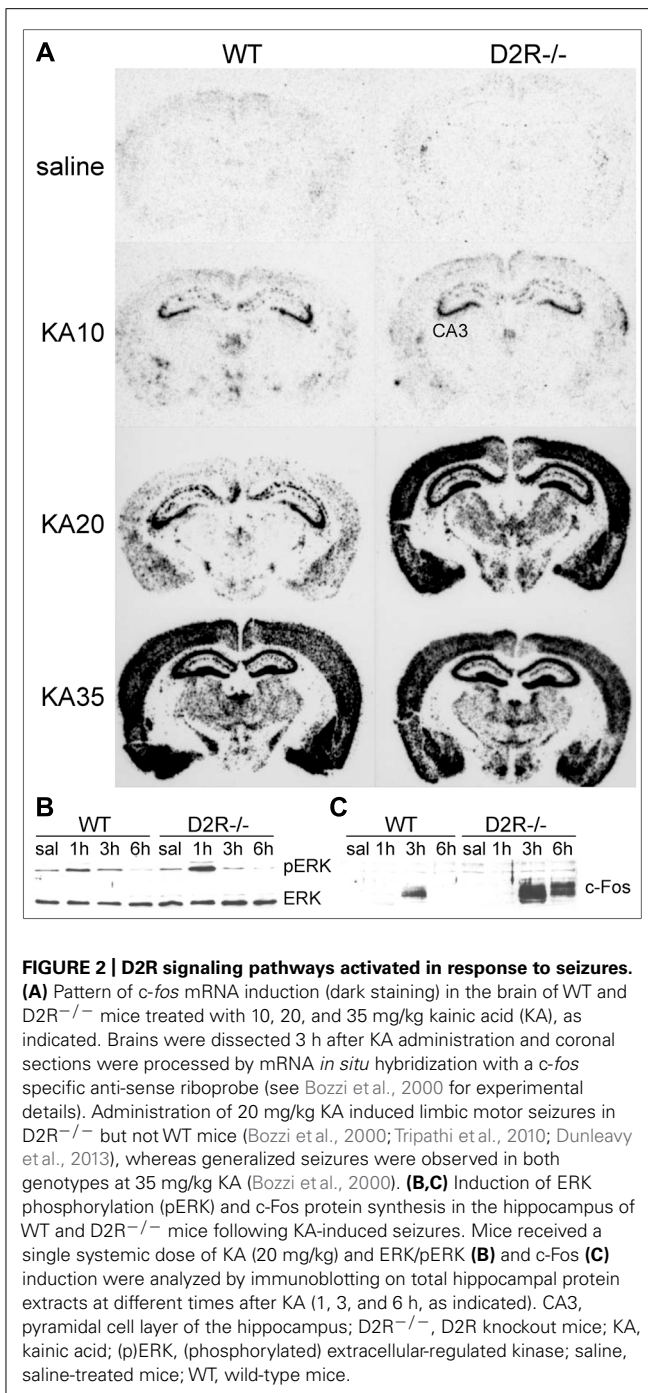 A WT D2R-/-
saline
KA10
CA3
KA20
KA35
B C
WT D2R-/- WT D2R-/-
sal 1h 3h 6h sal 1h 3h 6h sal 1h 3h 6h sal 1h 3h 6h
pERK
c-Fos
ERK
FIGURE 2 | D2R signaling pathways activated in response to seizures.
(A) Pattern of c-fos mRNA induction (dark staining) in the brain of WT and
D2R−/− mice treated with 10, 20, and 35 mg/kg kainic acid (KA), as
indicated. Brains were dissected 3 h after KA administration and coronal
sections were processed by mRNA in situ hybridization with a c-fos
specific anti-sense riboprobe (see Bozzi et al., 2000 for experimental
details). Administration of 20 mg/kg KA induced limbic motor seizures in
D2R−/− but not WT mice (Bozzi et al., 2000; Tripathi et al., 2010; Dunleavy
et al., 2013), whereas generalized seizures were observed in both
genotypes at 35 mg/kg KA (Bozzi et al., 2000). (B,C) Induction of ERK
phosphorylation (pERK) and c-Fos protein synthesis in the hippocampus of
WT and D2R−/− mice following KA-induced seizures. Mice received a
single systemic dose of KA (20 mg/kg) and ERK/pERK (B) and c-Fos (C)
induction were analyzed by immunoblotting on total hippocampal protein
extracts at different times after KA (1, 3, and 6 h, as indicated). CA3,
pyramidal cell layer of the hippocampus; D2R−/−, D2R knockout mice; KA,
kainic acid; (p)ERK, (phosphorylated) extracellular-regulated kinase; saline,
saline-treated mice; WT, wild-type mice.